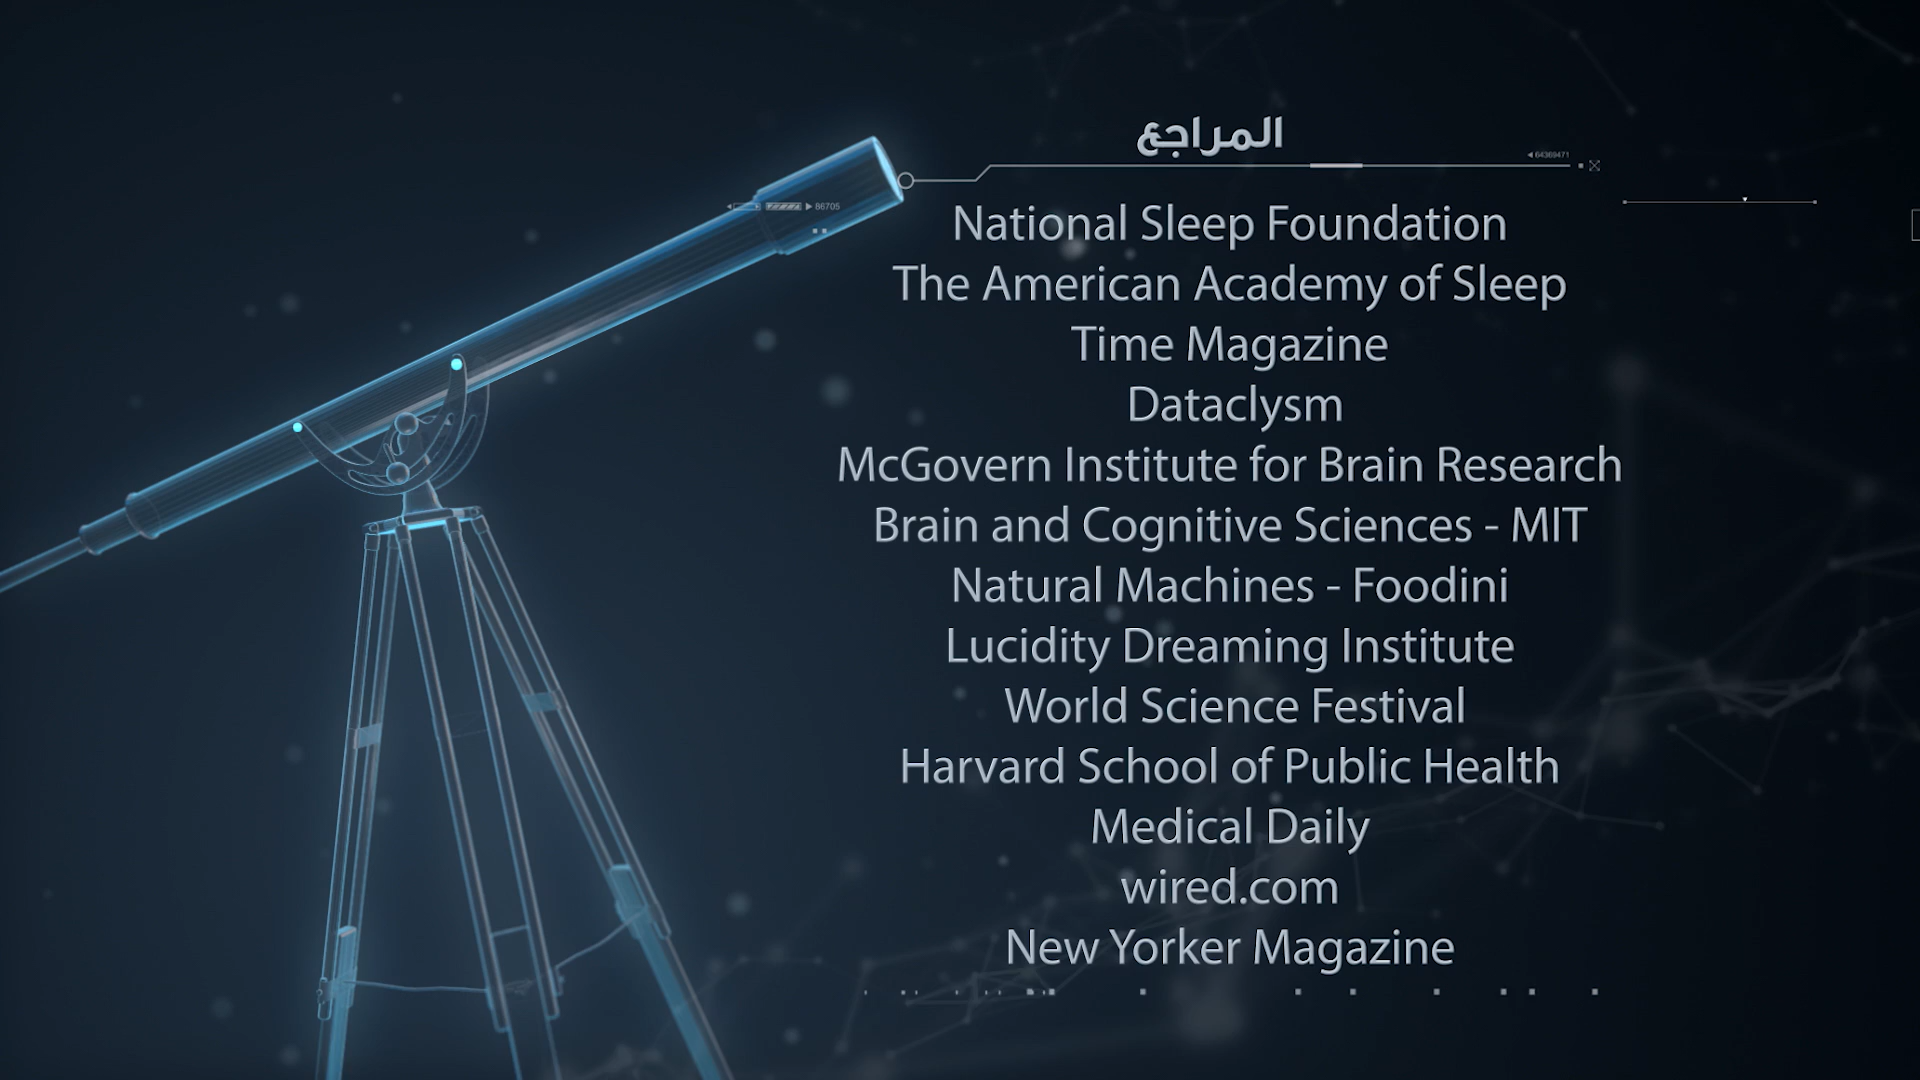 المراجع
64369471
86705
National Sleep Foundation
The American Academy of Sleep
Time Magazine
Dataclysm
McGovern Institute for Brain Research
Brain and Cognitive Sciences - MIT
Natural Machines - Foodini
Lucidity Dreaming Institute
World Science Festival
Harvard School of Public Health
Medical Daily
wired.com
New Yorker Magazine